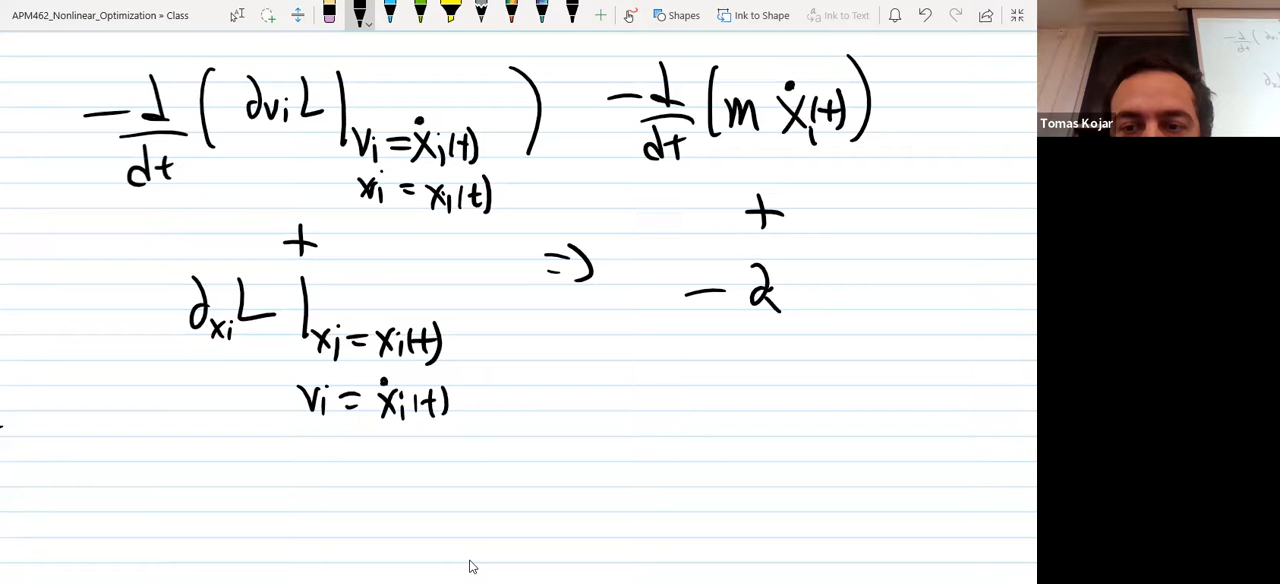 APM462_Nonlinear_Optimization » Class
Shapes
Ink to Shape
Ink to Text
Tomas Kojar
-d/dt ( ∂vi L | vi = ẋi(t) ) -d/dt ( m ẋi(t) )
xi = xi(t)
+ +
∂xi L | xi = xi(t) => - ∂
vi = ẋi(t)